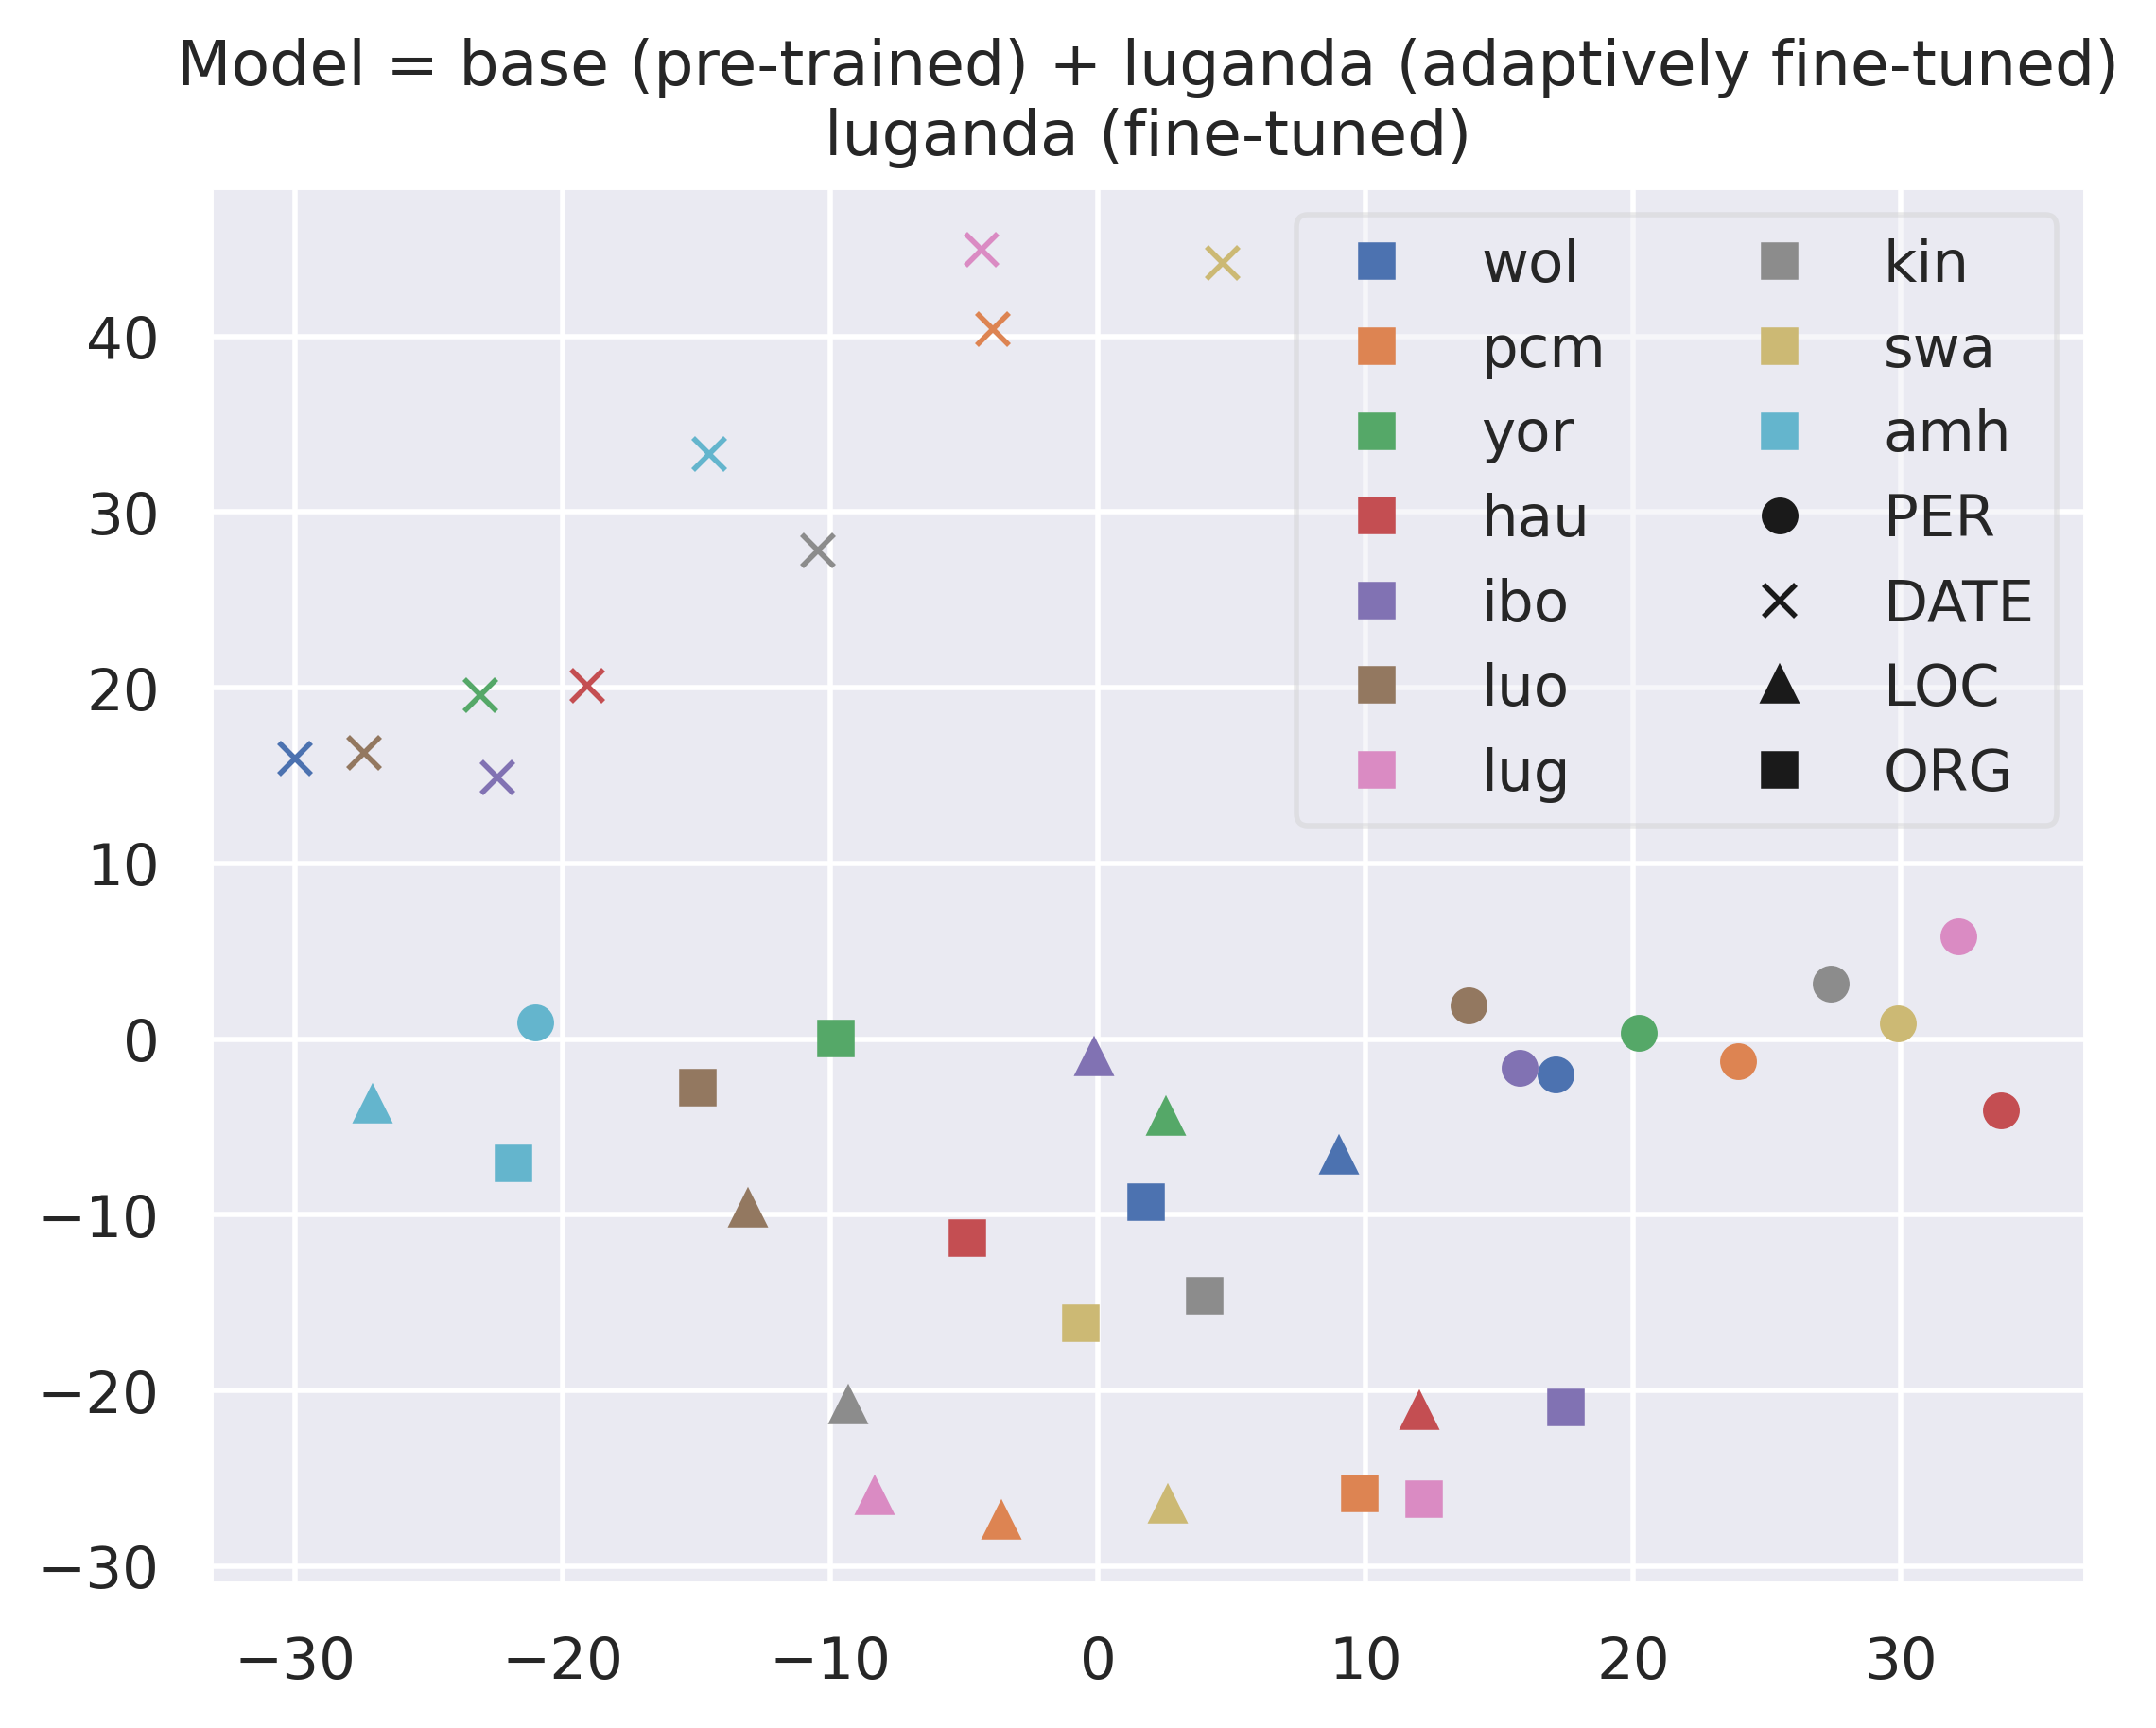 Model = base (pre-trained) + luganda (adaptively fine-tuned)
luganda (fine-tuned)
wol
pcm
yor
hau
ibo
luo
lug
kin
swa
amh
PER
DATE
LOC
ORG
40
30
20
10
0
−10
−20
−30
−30 −20 −10 0 10 20 30